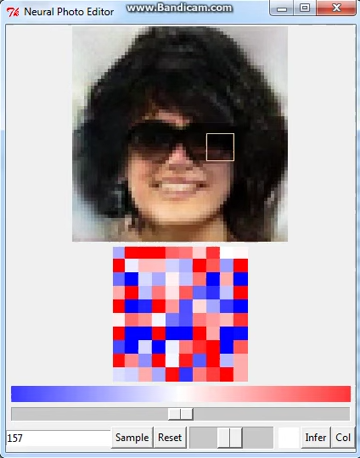 Neural Photo Editor
www.Bandicam.com
157
Sample
Reset
Infer
Col